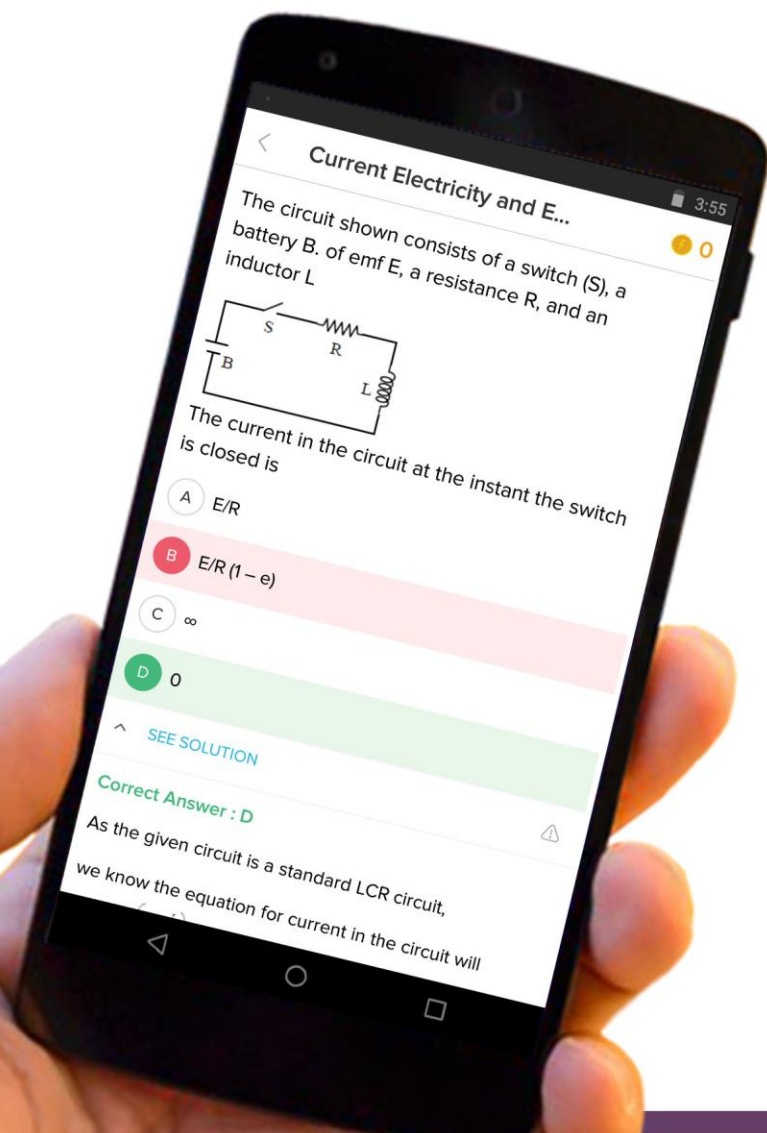 3:55
Current Electricity and E...
0
The circuit shown consists of a switch (S), a
battery B. of emf E, a resistance R, and an
inductor L
S
R
B
L
The current in the circuit at the instant the switch
is closed is
A E/R
B E/R (1 – e)
C ∞
D 0
SEE SOLUTION
Correct Answer : D
As the given circuit is a standard LCR circuit,
we know the equation for current in the circuit will